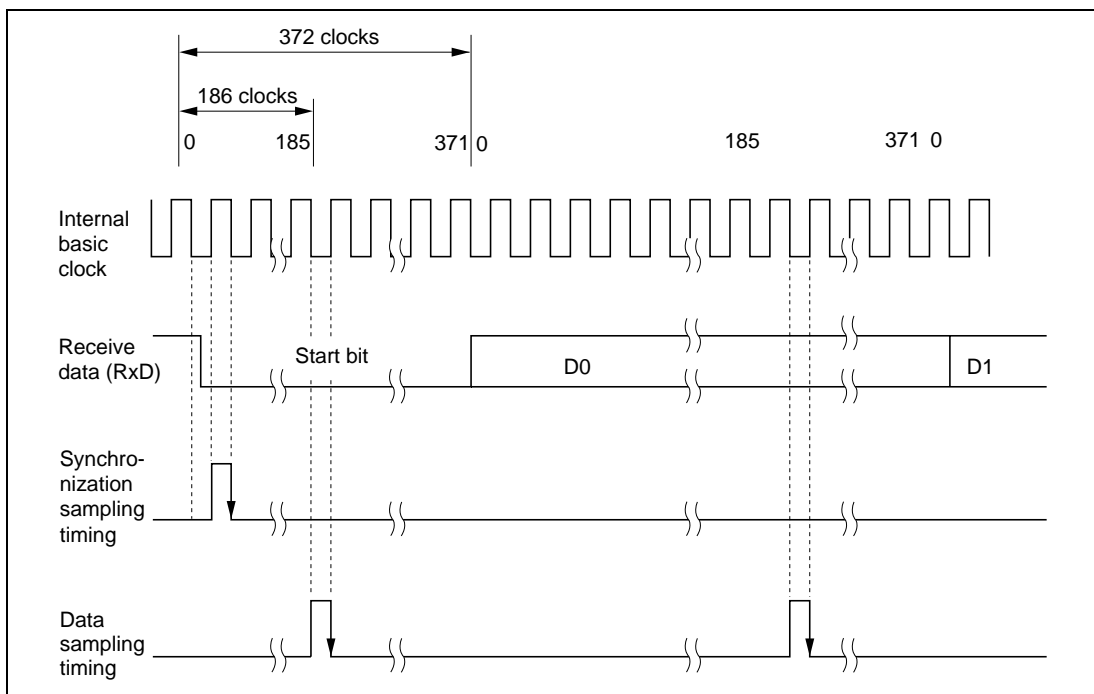 372 clocks
186 clocks
0
185
371 0
185
371 0
Internal
basic
clock
Receive
data (RxD)
Start bit
D0
D1
Synchro-
nization
sampling
timing
Data
sampling
timing